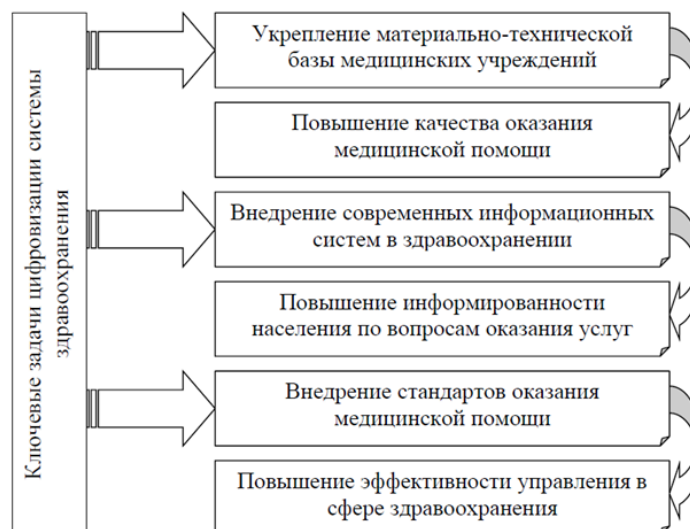 Ключевые задачи цифровизации системы
здравоохранения
Укрепление материально-технической
базы медицинских учреждений
Повышение качества оказания
медицинской помощи
Внедрение современных информационных
систем в здравоохранении
Повышение информированности
населения по вопросам оказания услуг
Внедрение стандартов оказания
медицинской помощи
Повышение эффективности управления в
сфере здравоохранения